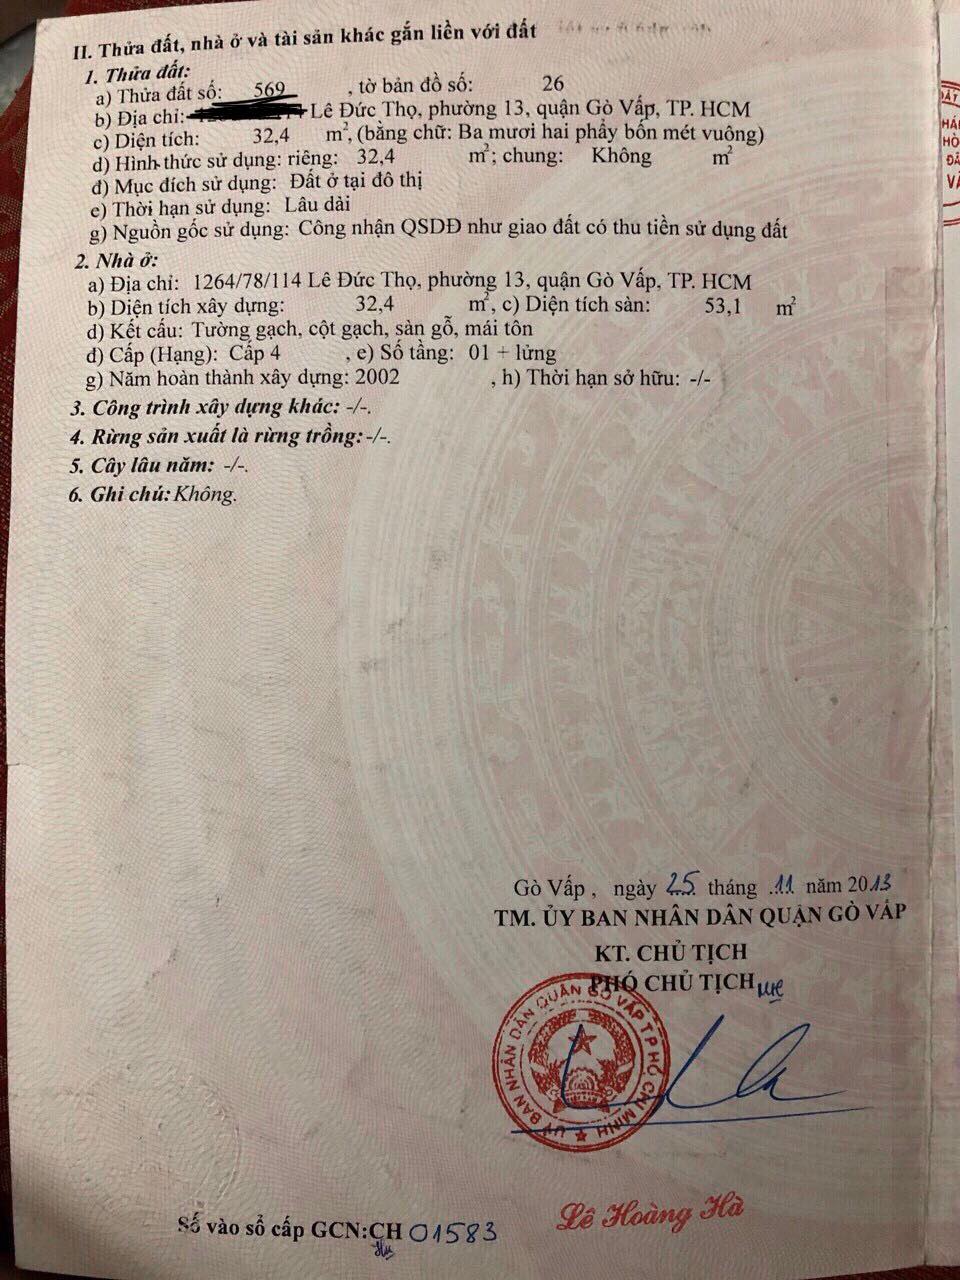 II. Thửa đất, nhà ở và tài sản khác gắn liền với đất
1. Thửa đất:
a) Thửa đất số: 569 , tờ bản đồ số: 26
b) Địa chỉ: Lê Đức Thọ, phường 13, quận Gò Vấp, TP. HCM
c) Diện tích: 32,4 m², (bằng chữ: Ba mươi hai phẩy bốn mét vuông)
d) Hình thức sử dụng: riêng: 32,4 m²; chung: Không m²
đ) Mục đích sử dụng: Đất ở tại đô thị
e) Thời hạn sử dụng: Lâu dài
g) Nguồn gốc sử dụng: Công nhận QSDĐ như giao đất có thu tiền sử dụng đất
2. Nhà ở:
a) Địa chỉ: 1264/78/114 Lê Đức Thọ, phường 13, quận Gò Vấp, TP. HCM
b) Diện tích xây dựng: 32,4 m², c) Diện tích sàn: 53,1 m²
d) Kết cấu: Tường gạch, cột gạch, sàn gỗ, mái tôn
đ) Cấp (Hạng): Cấp 4 , e) Số tầng: 01 + lửng
g) Năm hoàn thành xây dựng: 2002 , h) Thời hạn sở hữu: -/-
3. Công trình xây dựng khác: -/-.
4. Rừng sản xuất là rừng trồng: -/-.
5. Cây lâu năm: -/-.
6. Ghi chú: Không.
Gò Vấp , ngày 25 tháng 11 năm 2013
TM. ỦY BAN NHÂN DÂN QUẬN GÒ VẤP
KT. CHỦ TỊCH
PHÓ CHỦ TỊCH
ỦY BAN NHÂN DÂN QUẬN GÒ VẤP TP HỒ CHÍ MINH
Lê Hoàng Hà
Số vào sổ cấp GCN:CH 01583